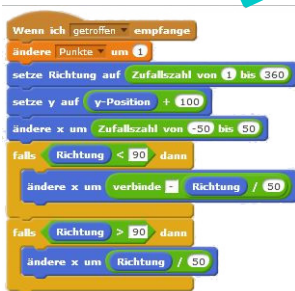 Wenn ich getroffen empfange
ändere Punkte um 1
setze Richtung auf Zufallszahl von 1 bis 360
setze y auf y-Position + 100
ändere x um Zufallszahl von -50 bis 50
falls Richtung < 90 dann
ändere x um verbinde - Richtung / 50
falls Richtung > 90 dann
ändere x um Richtung / 50